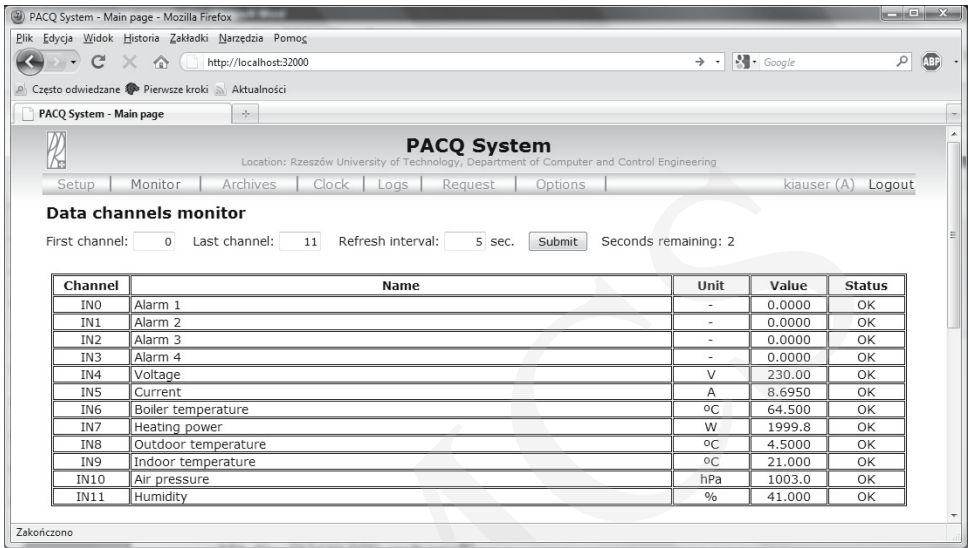 PACQ System - Main page - Mozilla Firefox
Plik Edycja Widok Historia Zakładki Narzędzia Pomoc
http://localhost:32000 Google ABP
Często odwiedzane Pierwsze kroki Aktualności
PACQ System - Main page
PACQ System
Location: Rzeszów University of Technology, Department of Computer and Control Engineering
Setup | Monitor | Archives | Clock | Logs | Request | Options | kiauser (A) Logout
Data channels monitor
First channel: 0 Last channel: 11 Refresh interval: 5 sec. Submit Seconds remaining: 2
Channel Name Unit Value Status
IN0 Alarm 1 - 0.0000 OK
IN1 Alarm 2 - 0.0000 OK
IN2 Alarm 3 - 0.0000 OK
IN3 Alarm 4 - 0.0000 OK
IN4 Voltage V 230.00 OK
IN5 Current A 8.6950 OK
IN6 Boiler temperature ºC 64.500 OK
IN7 Heating power W 1999.8 OK
IN8 Outdoor temperature ºC 4.5000 OK
IN9 Indoor temperature ºC 21.000 OK
IN10 Air pressure hPa 1003.0 OK
IN11 Humidity % 41.000 OK
Zakończono